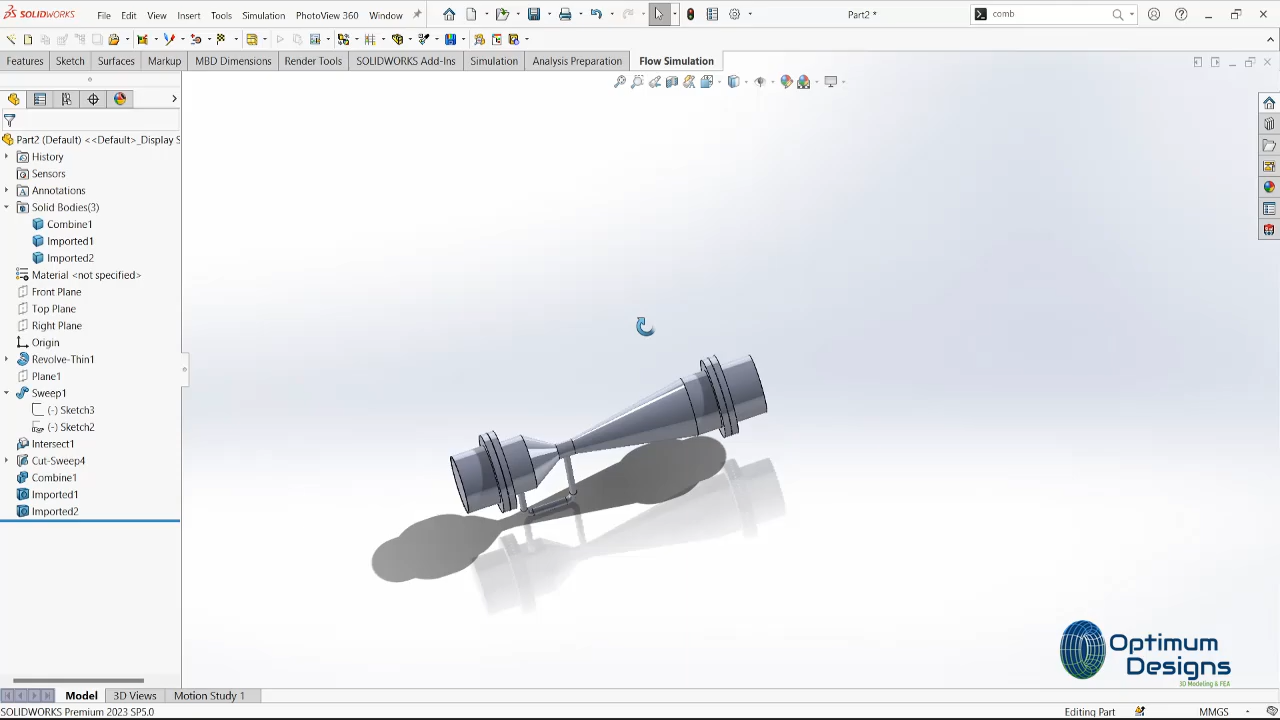 SOLIDWORKS File Edit View Insert Tools Simulation PhotoView 360 Window Part2 * comb
Features Sketch Surfaces Markup MBD Dimensions Render Tools SOLIDWORKS Add-Ins Simulation Analysis Preparation Flow Simulation
Part2 (Default) <<Default>_Display S
History
Sensors
Annotations
Solid Bodies(3)
Combine1
Imported1
Imported2
Material <not specified>
Front Plane
Top Plane
Right Plane
Origin
Revolve-Thin1
Plane1
Sweep1
(-) Sketch3
(-) Sketch2
Intersect1
Cut-Sweep4
Combine1
Imported1
Imported2
Optimum
Designs
3D Modeling & FEA
Model 3D Views Motion Study 1
SOLIDWORKS Premium 2023 SP5.0 Editing Part MMGS